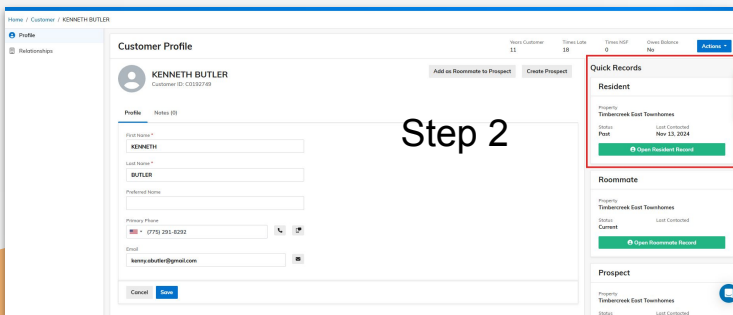 Home / Customer / KENNETH BUTLER
Profile
Relationships
Customer Profile
Years Customer
11
Times Late
18
Times NSF
0
Owes Balance
No
Actions
KENNETH BUTLER
Customer ID: C0192748
Add as Roommate to Prospect
Create Prospect
Profile
Notes (0)
Step 2
First Name *
KENNETH
Last Name *
BUTLER
Preferred Name
Primary Phone
(775) 291-8292
Email
kenny.abutler@gmail.com
Cancel
Save
Quick Records
Resident
Property
Timbercreek East Townhomes
Status
Past
Last Contacted
Nov 13, 2024
Open Resident Record
Roommate
Property
Timbercreek East Townhomes
Status
Current
Last Contacted
Open Roommate Record
Prospect
Property
Timbercreek East Townhomes
Status
Last Contacted